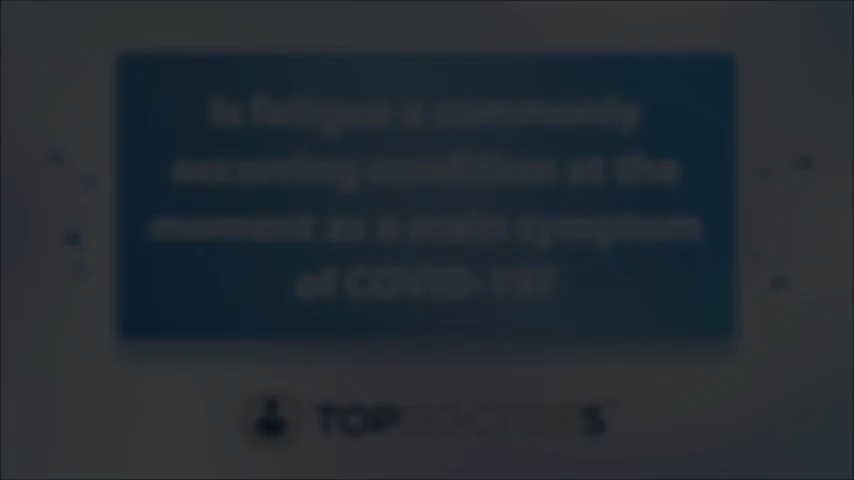 Is fatigue a commonly
occurring condition at the
moment as a main symptom
of COVID-19?
TOPDOCTORS